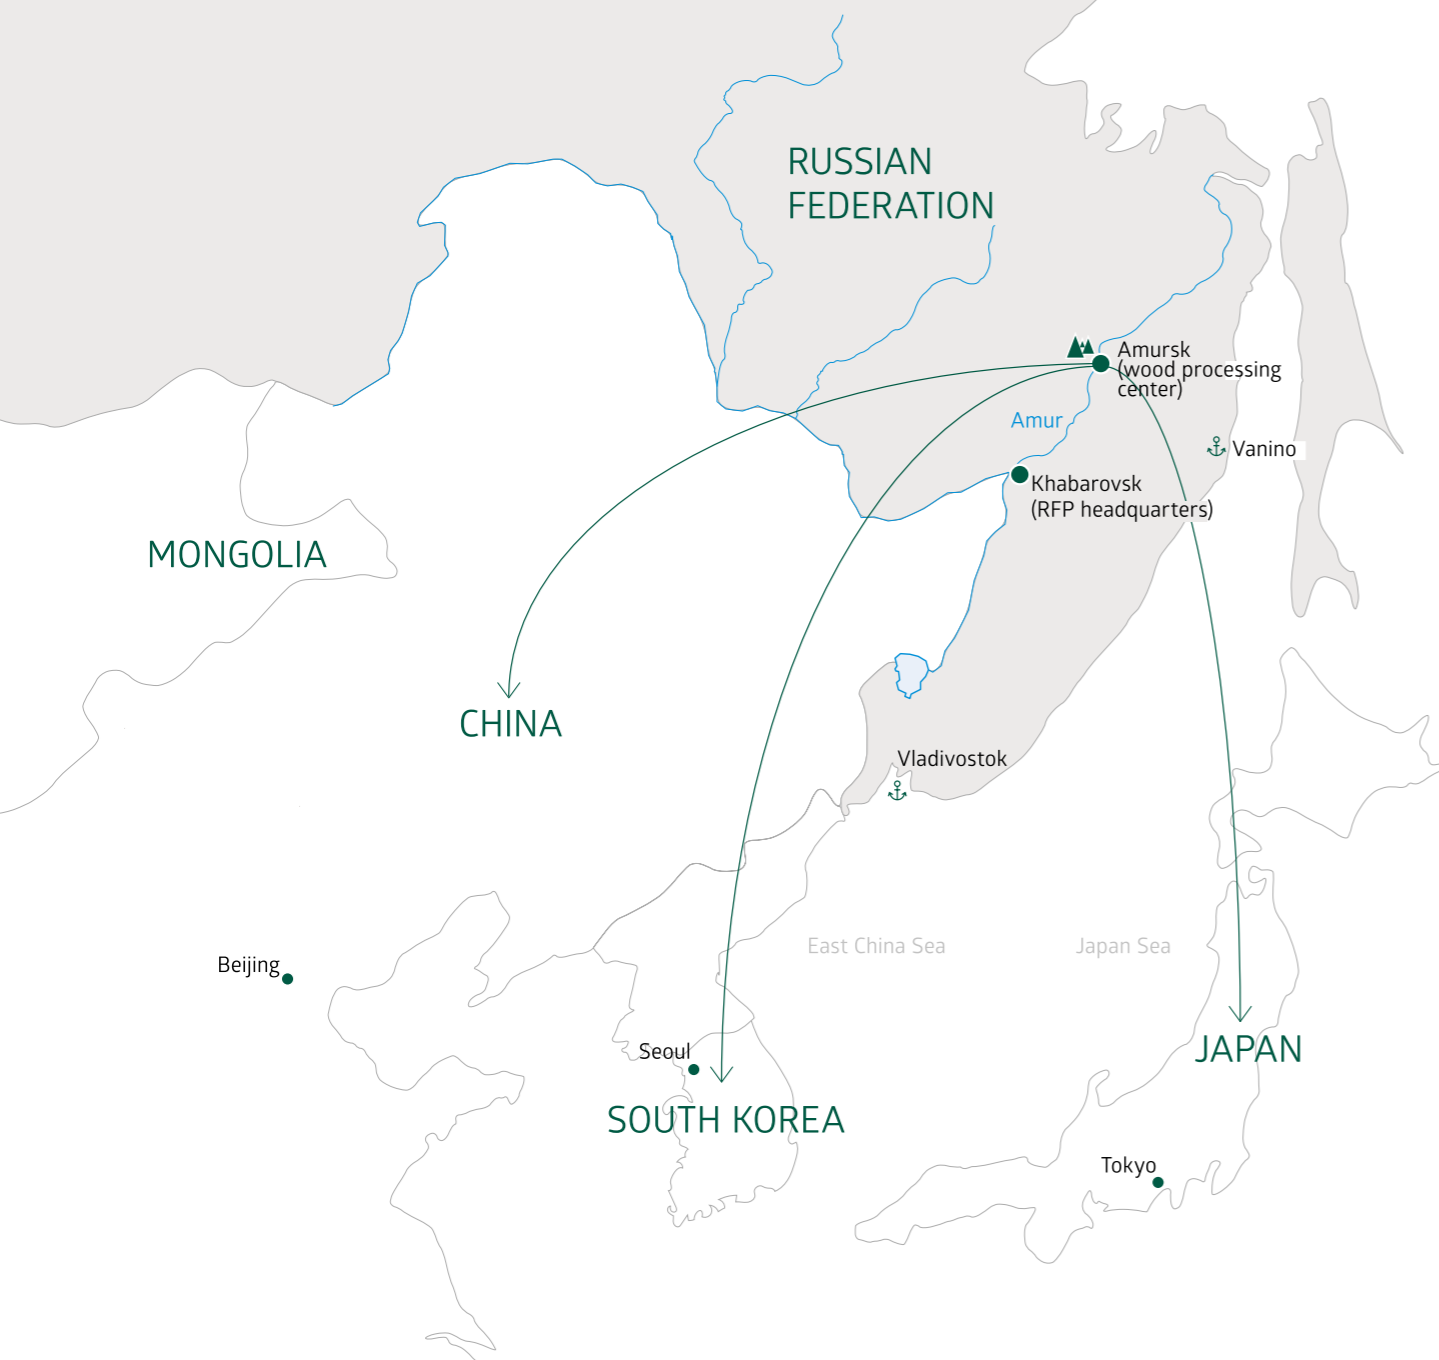 RUSSIAN
FEDERATION
Amursk
(wood processing
center)
Amur
Vanino
Khabarovsk
(RFP headquarters)
MONGOLIA
CHINA
Vladivostok
East China Sea
Japan Sea
Beijing
Seoul
JAPAN
SOUTH KOREA
Tokyo